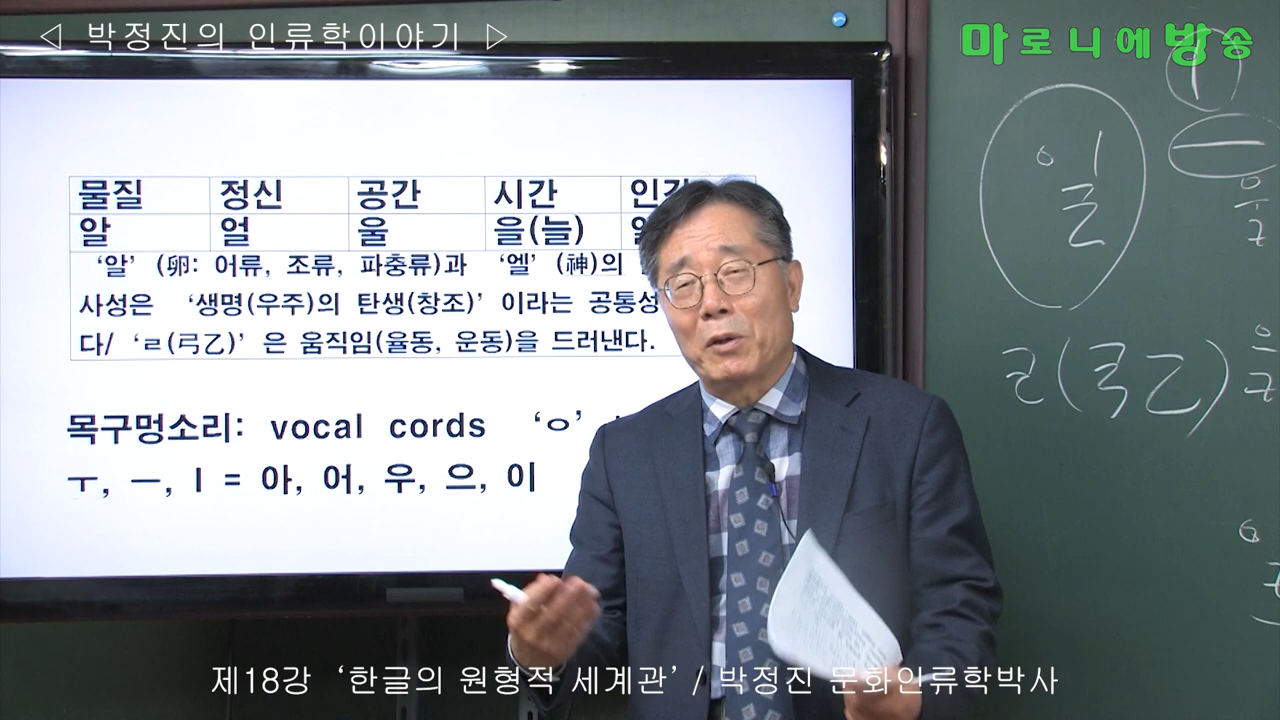 ◁ 박정진의 인류학이야기 ▷
마로니에방송
물질 정신 공간 시간
알 얼 울 을(늘)
‘알’ (卵: 어류, 조류, 파충류)과 ‘엘’ (神)의
사성은 ‘생명(우주)의 탄생(창조)’ 이라는 공통성
다/ ‘ㄹ(弓乙)’ 은 움직임(율동, 운동)을 드러낸다.
목구멍소리: vocal cords ‘ㅇ’
ㅜ, ㅡ, ㅣ = 아, 어, 우, 으, 이
일
ㅣ
ㅡ
ㄹ(弓乙)
제18강 ‘한글의 원형적 세계관’ / 박정진 문화인류학박사